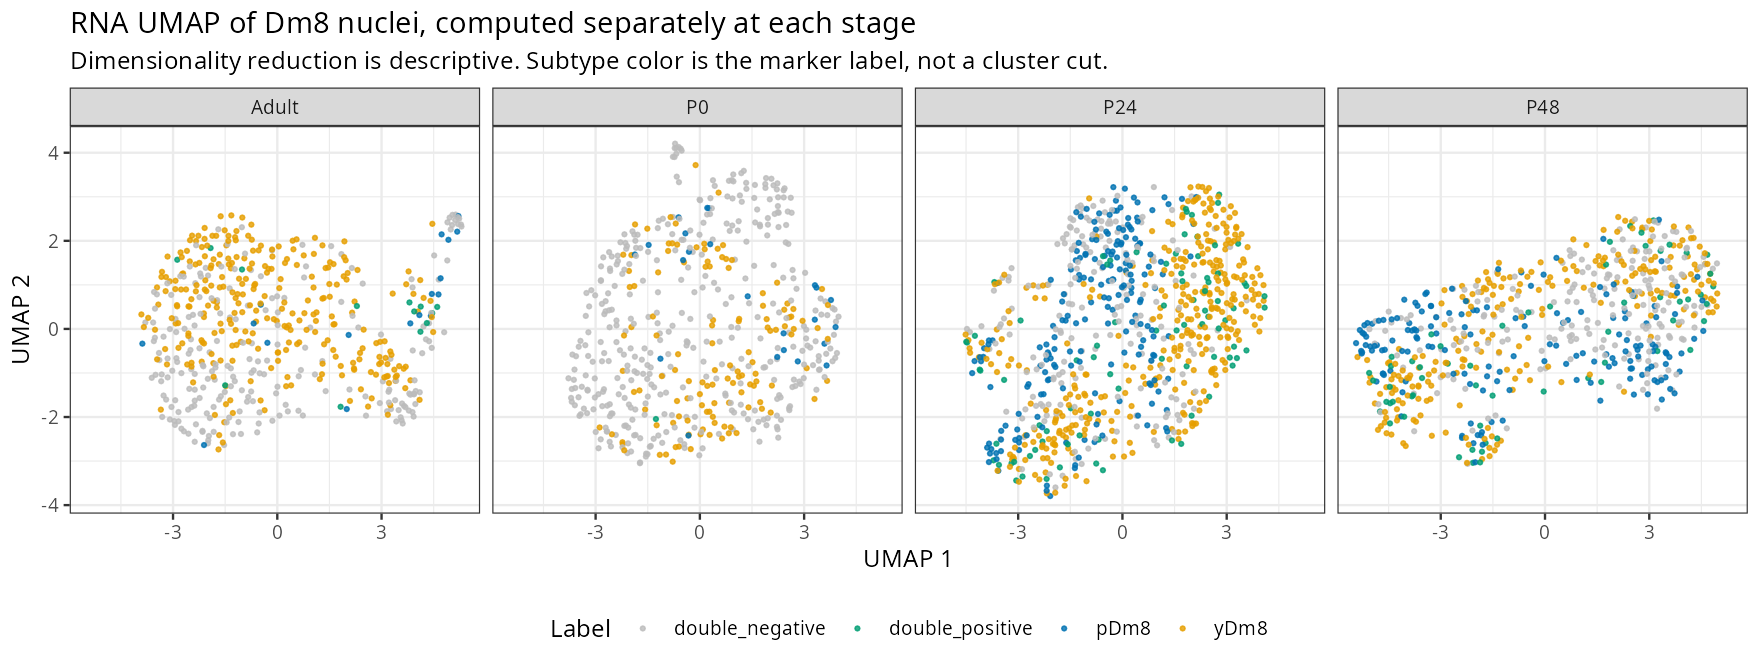 RNA UMAP of Dm8 nuclei, computed separately at each stage
Dimensionality reduction is descriptive. Subtype color is the marker label, not a cluster cut.
Adult P0 P24 P48
UMAP 2
4
2
0
-2
-4
-3 0 3 -3 0 3 -3 0 3 -3 0 3
UMAP 1
Label double_negative double_positive pDm8 yDm8